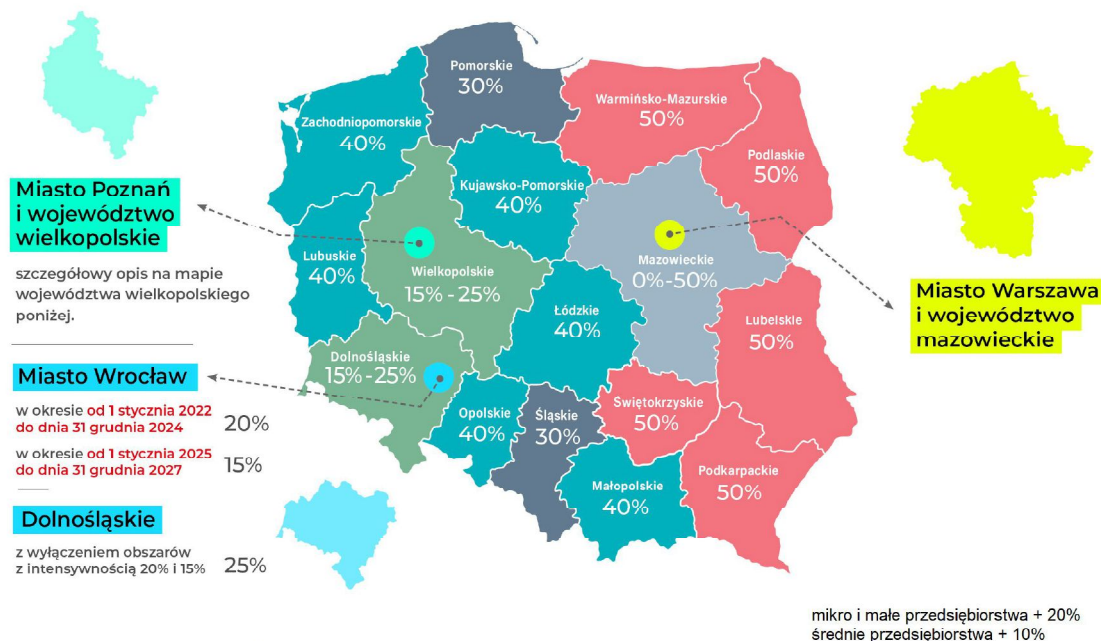 Pomorskie
30%
Warmińsko-Mazurskie
50%
Zachodniopomorskie
40%
Podlaskie
50%
Kujawsko-Pomorskie
40%
Miasto Poznań
i województwo
wielkopolskie
szczegółowy opis na mapie
województwa wielkopolskiego
poniżej.
Lubuskie
40%
Wielkopolskie
15% - 25%
Mazowieckie
0%-50%
Miasto Warszawa
i województwo
mazowieckie
Łódzkie
40%
Lubelskie
50%
Dolnośląskie
15% -25%
Miasto Wrocław
w okresie od 1 stycznia 2022
do dnia 31 grudnia 2024
20%
w okresie od 1 stycznia 2025
do dnia 31 grudnia 2027
15%
Opolskie
40%
Śląskie
30%
Świętokrzyskie
50%
Małopolskie
40%
Podkarpackie
50%
Dolnośląskie
z wyłączeniem obszarów
z intensywnością 20% i 15%
25%
mikro i małe przedsiębiorstwa + 20%
średnie przedsiębiorstwa + 10%